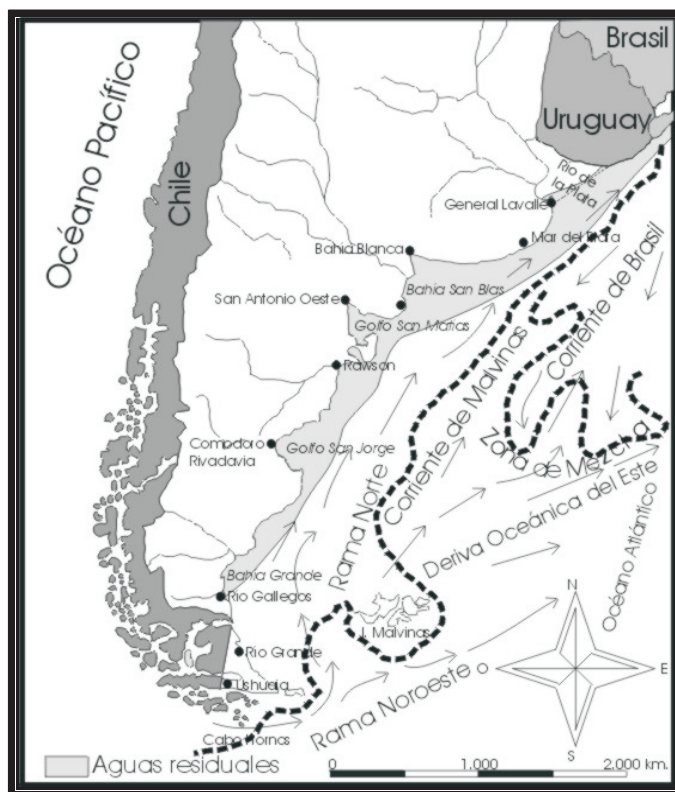 Océano Pacífico
Chile
Brasil
Uruguay
Río de
la Plata
General Lavalle
Mar del Plata
Bahía Blanca
Bahía San Blas
San Antonio Oeste
Golfo San Matías
Rawson
Comodoro
Rivadavia
Golfo San Jorge
Corriente de Brasil
Corriente de Malvinas
Zona de Mezcla
Rama Norte
Deriva Oceánica del Este
Océano Atlántico
Bahía Grande
Río Gallegos
I. Malvinas
Río Grande
Ushuaia
Cabo Hornos
Rama Noroeste
N
O
E
S
Aguas residuales
0 1.000 2.000 km.